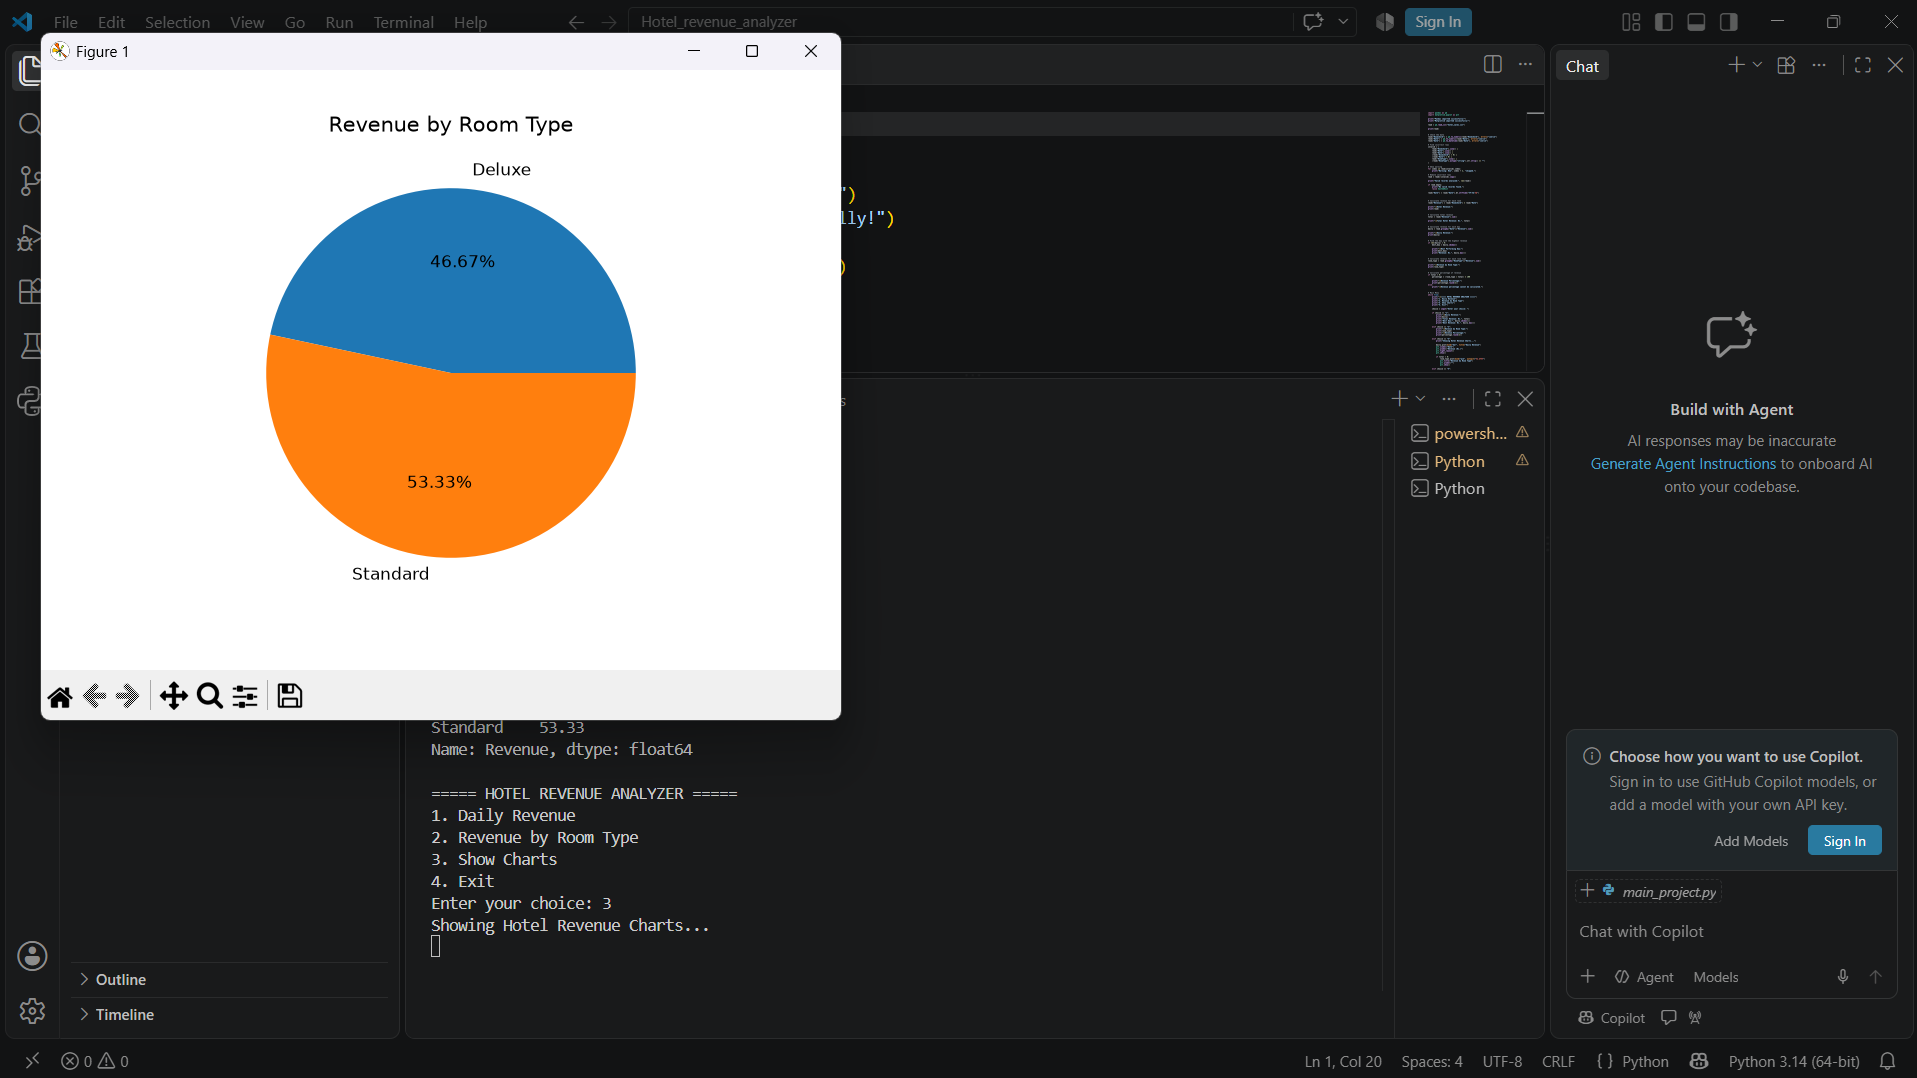 File Edit Selection View Go Run Terminal Help
Hotel_revenue_analyzer
Sign In
Figure 1
Revenue by Room Type
Deluxe
46.67%
53.33%
Standard
")
lly!")
)
s
powersh...
Python
Python
Standard 53.33
Name: Revenue, dtype: float64
===== HOTEL REVENUE ANALYZER =====
1. Daily Revenue
2. Revenue by Room Type
3. Show Charts
4. Exit
Enter your choice: 3
Showing Hotel Revenue Charts...
Outline
Timeline
Chat
Build with Agent
AI responses may be inaccurate
Generate Agent Instructions to onboard AI
onto your codebase.
Choose how you want to use Copilot.
Sign in to use GitHub Copilot models, or
add a model with your own API key.
Add Models
Sign In
main_project.py
Chat with Copilot
Agent Models
Copilot
0 0
Ln 1, Col 20 Spaces: 4 UTF-8 CRLF { } Python Python 3.14 (64-bit)